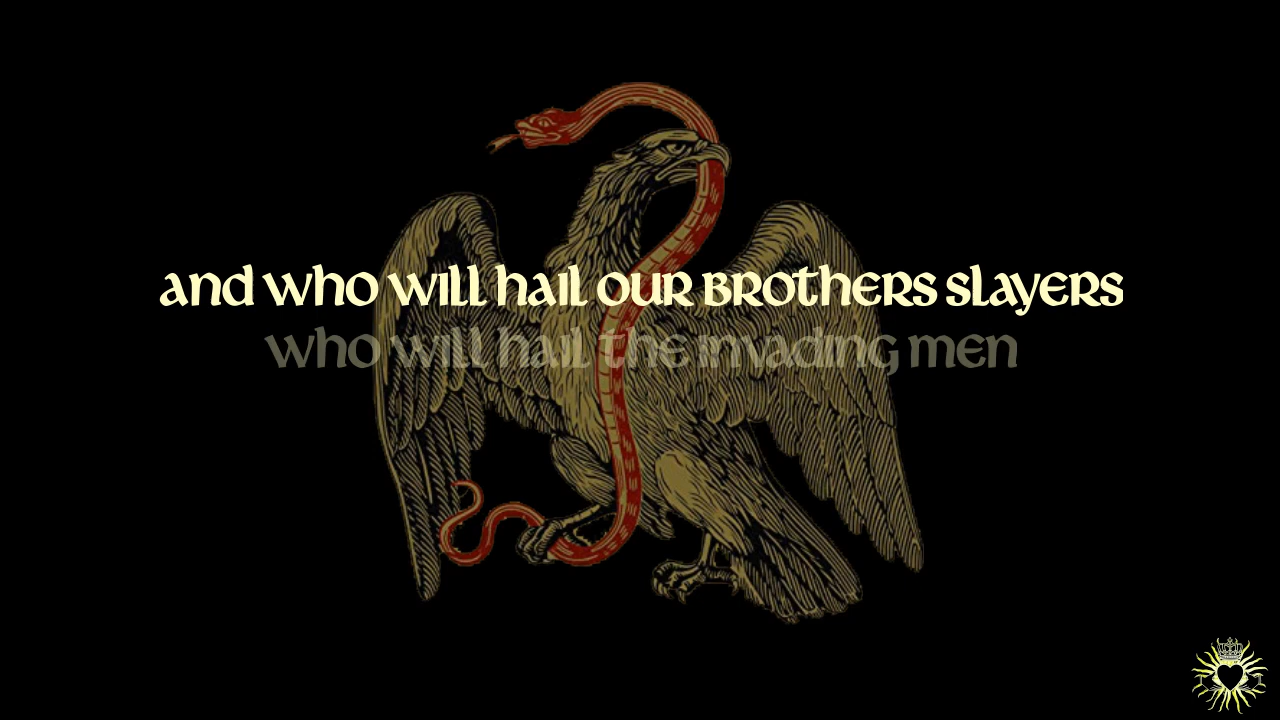 and who will hail our brothers slayers
who will hail the invading men